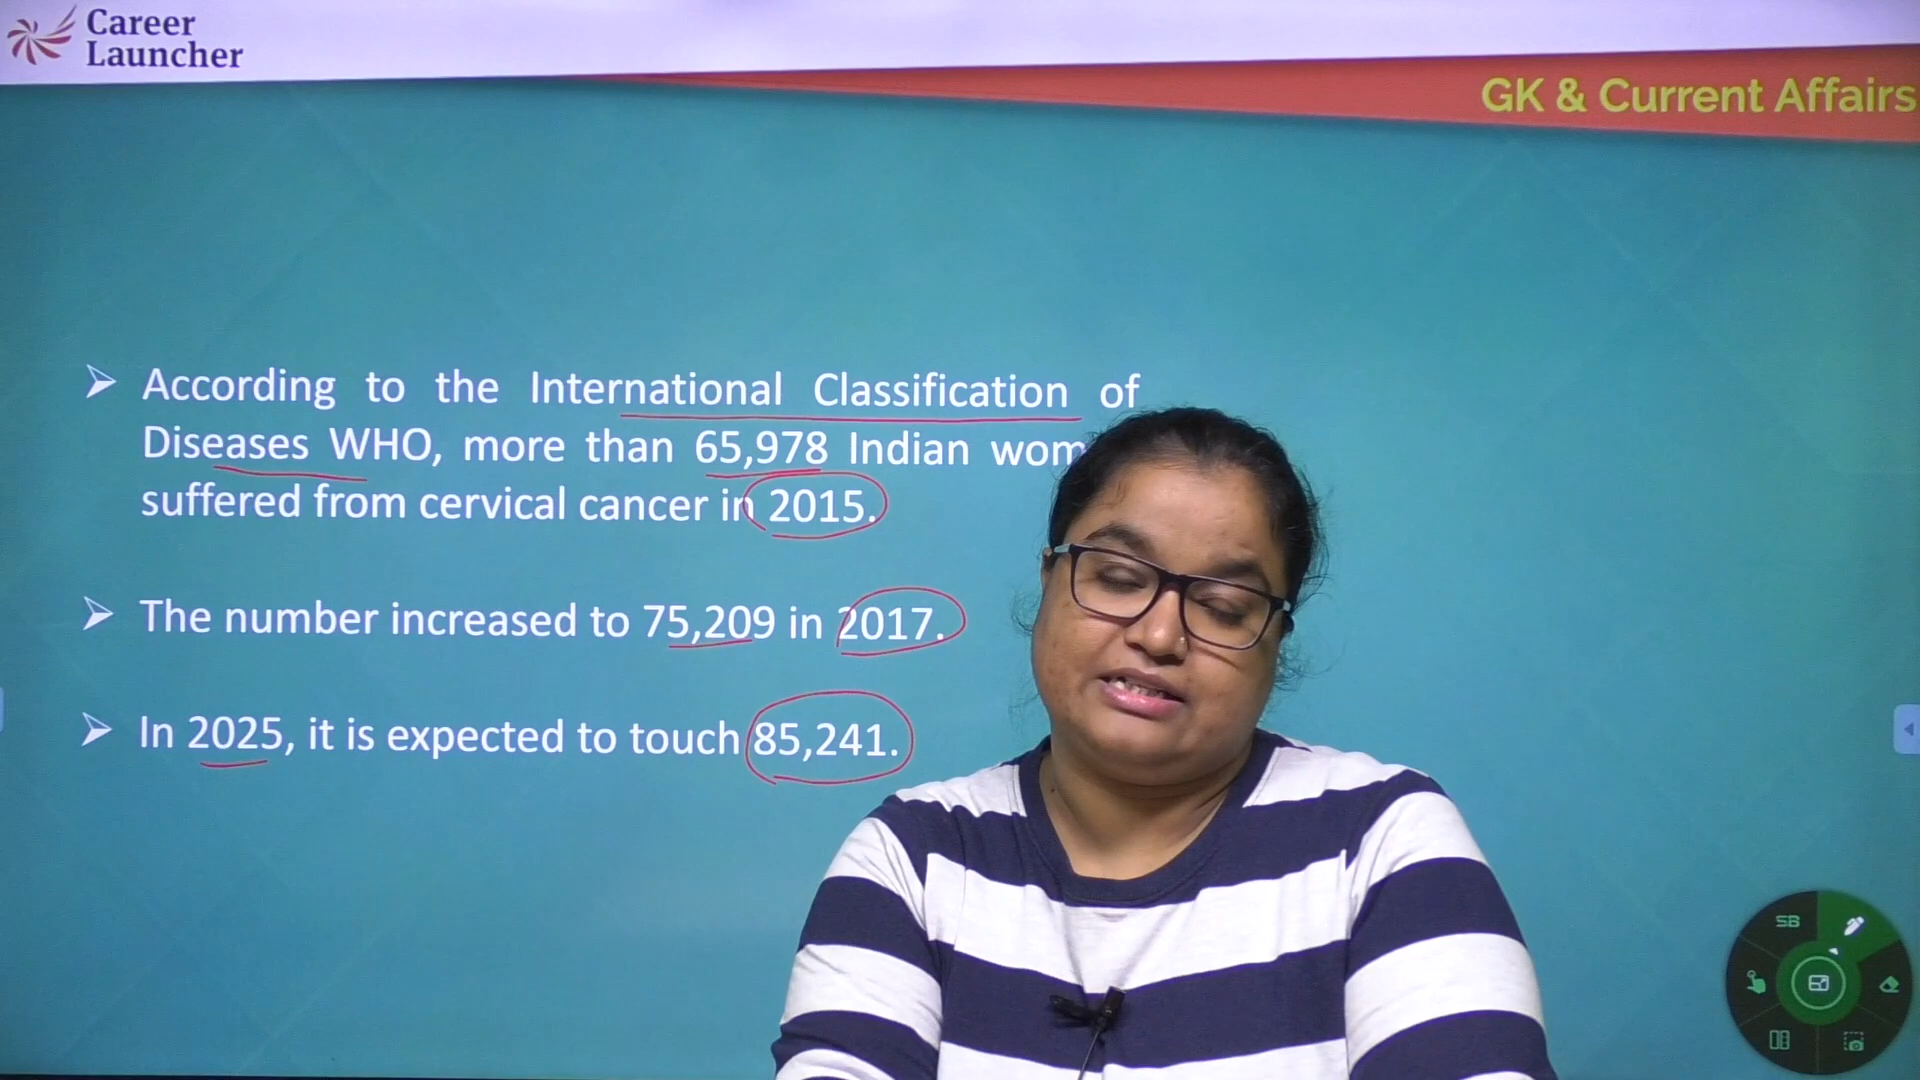 Career
Launcher
GK & Current Affairs
According to the International Classification of
Diseases WHO, more than 65,978 Indian wom
suffered from cervical cancer in 2015.
The number increased to 75,209 in 2017.
In 2025, it is expected to touch 85,241.
SB